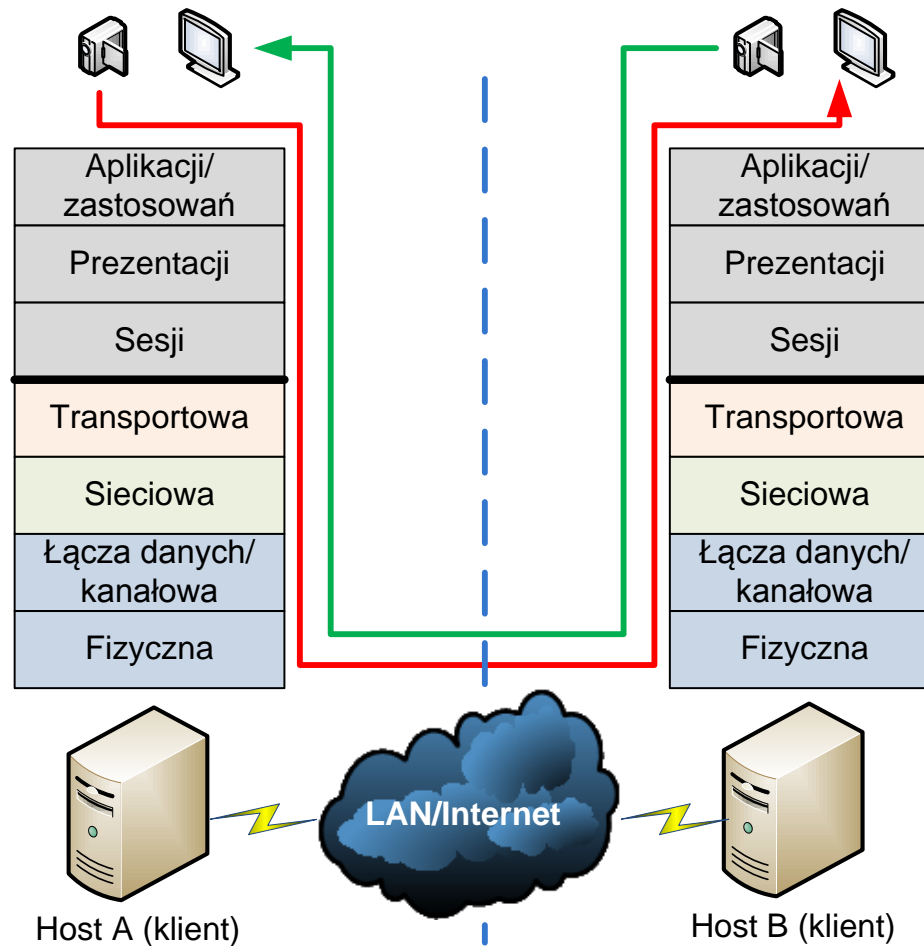 Aplikacji/
zastosowań
Prezentacji
Sesji
Transportowa
Sieciowa
Łącza danych/
kanałowa
Fizyczna
Aplikacji/
zastosowań
Prezentacji
Sesji
Transportowa
Sieciowa
Łącza danych/
kanałowa
Fizyczna
LAN/Internet
Host A (klient)
Host B (klient)